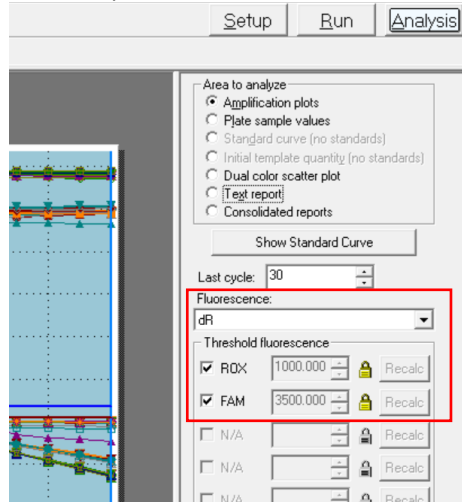 Setup Run Analysis
Area to analyze
Amplification plots
Plate sample values
Standard curve (no standards)
Initial template quantity (no standards)
Dual color scatter plot
Text report
Consolidated reports
Show Standard Curve
Last cycle: 30
Fluorescence:
dR
Threshold fluorescence
ROX 1000.000 Recalc
FAM 3500.000 Recalc
N/A Recalc
N/A Recalc
N/A Recalc